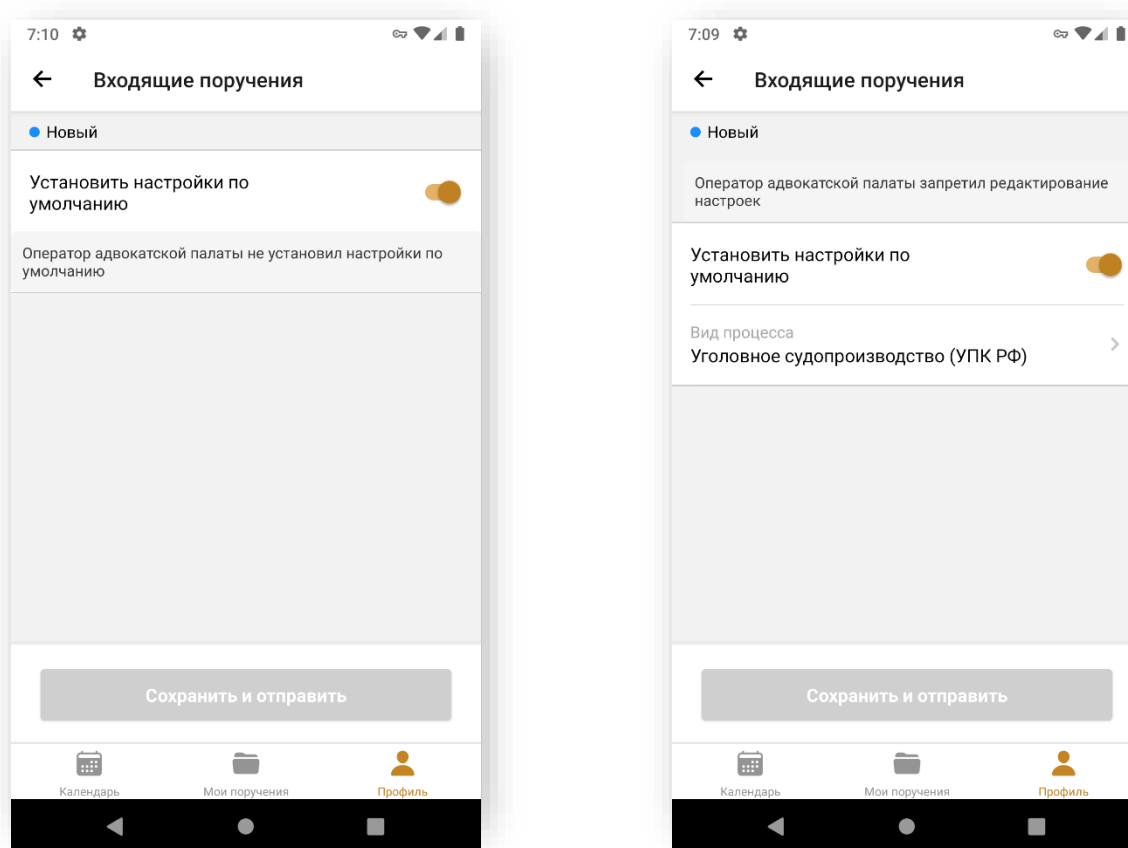 7:10
Входящие поручения
Новый
Установить настройки по
умолчанию
Оператор адвокатской палаты не установил настройки по
умолчанию
Сохранить и отправить
Календарь
Мои поручения
Профиль
7:09
Входящие поручения
Новый
Оператор адвокатской палаты запретил редактирование
настроек
Установить настройки по
умолчанию
Вид процесса
Уголовное судопроизводство (УПК РФ)
Сохранить и отправить
Календарь
Мои поручения
Профиль